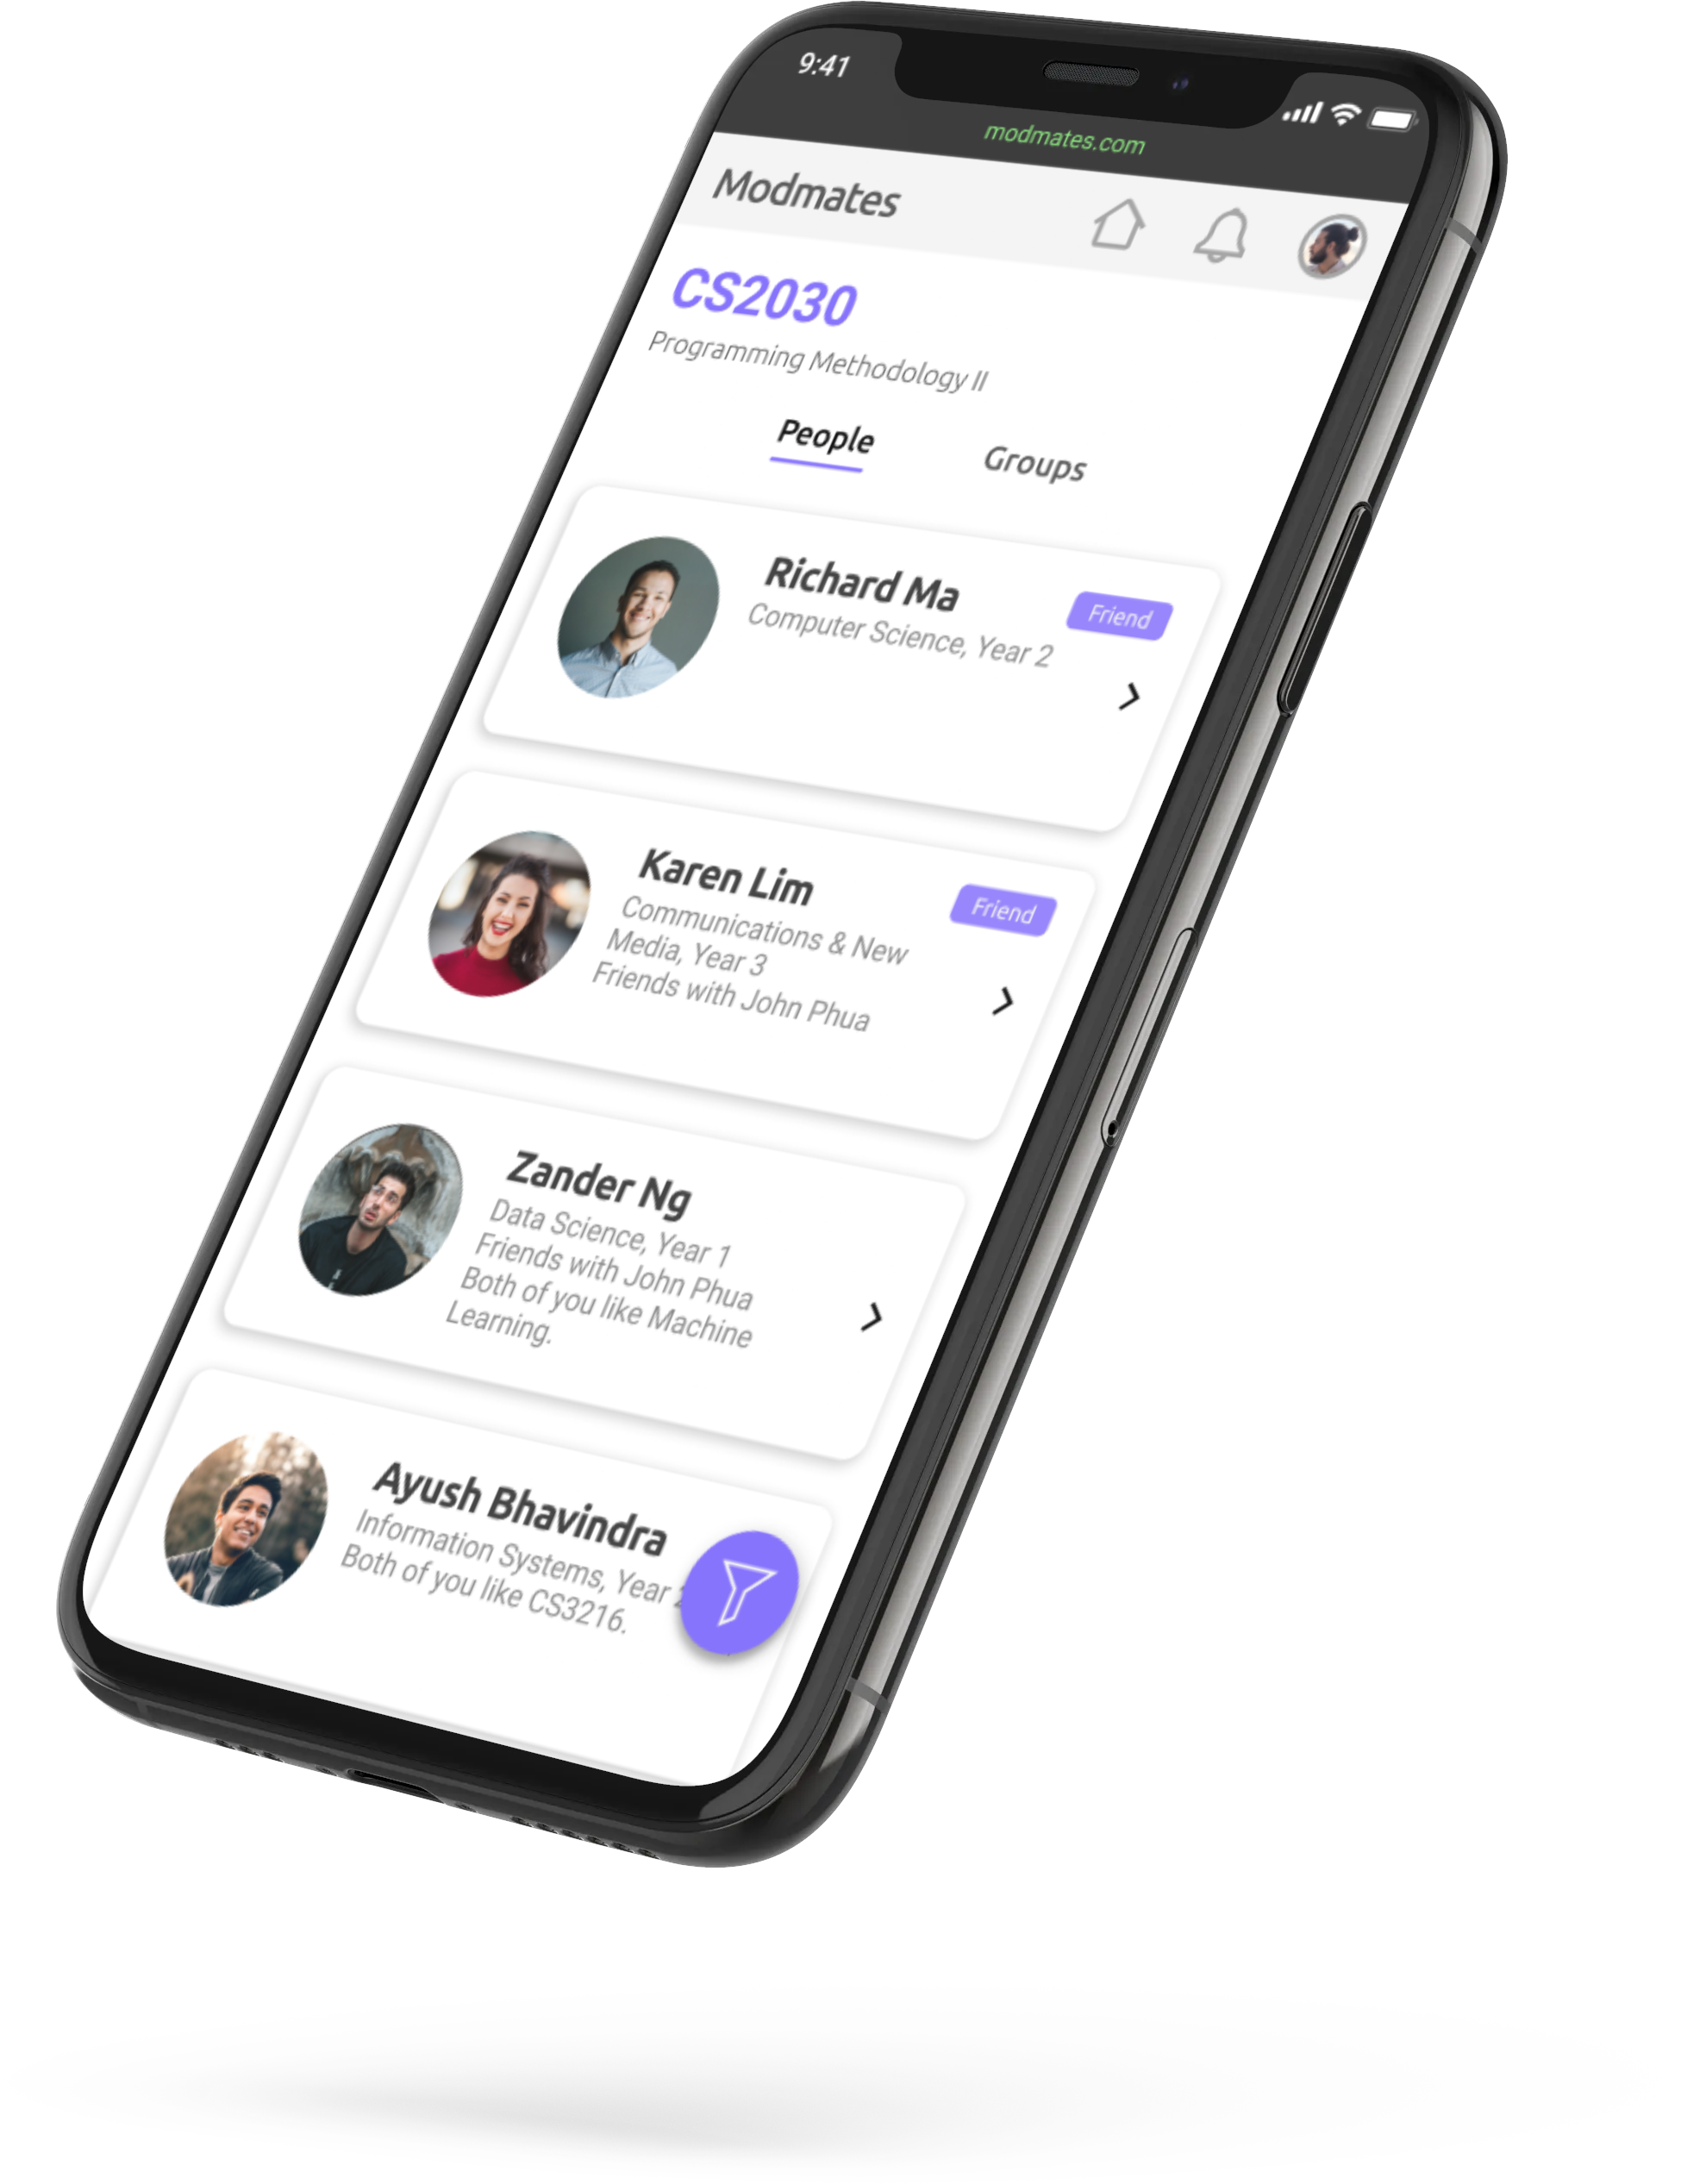 9:41
modmates.com
Modmates
CS2030
Programming Methodology II
People
Groups
Richard Ma
Friend
Computer Science, Year 2
Karen Lim
Friend
Communications & New
Media, Year 3
Friends with John Phua
Zander Ng
Data Science, Year 1
Friends with John Phua
Both of you like Machine
Learning.
Ayush Bhavindra
Information Systems, Year
Both of you like CS3216.